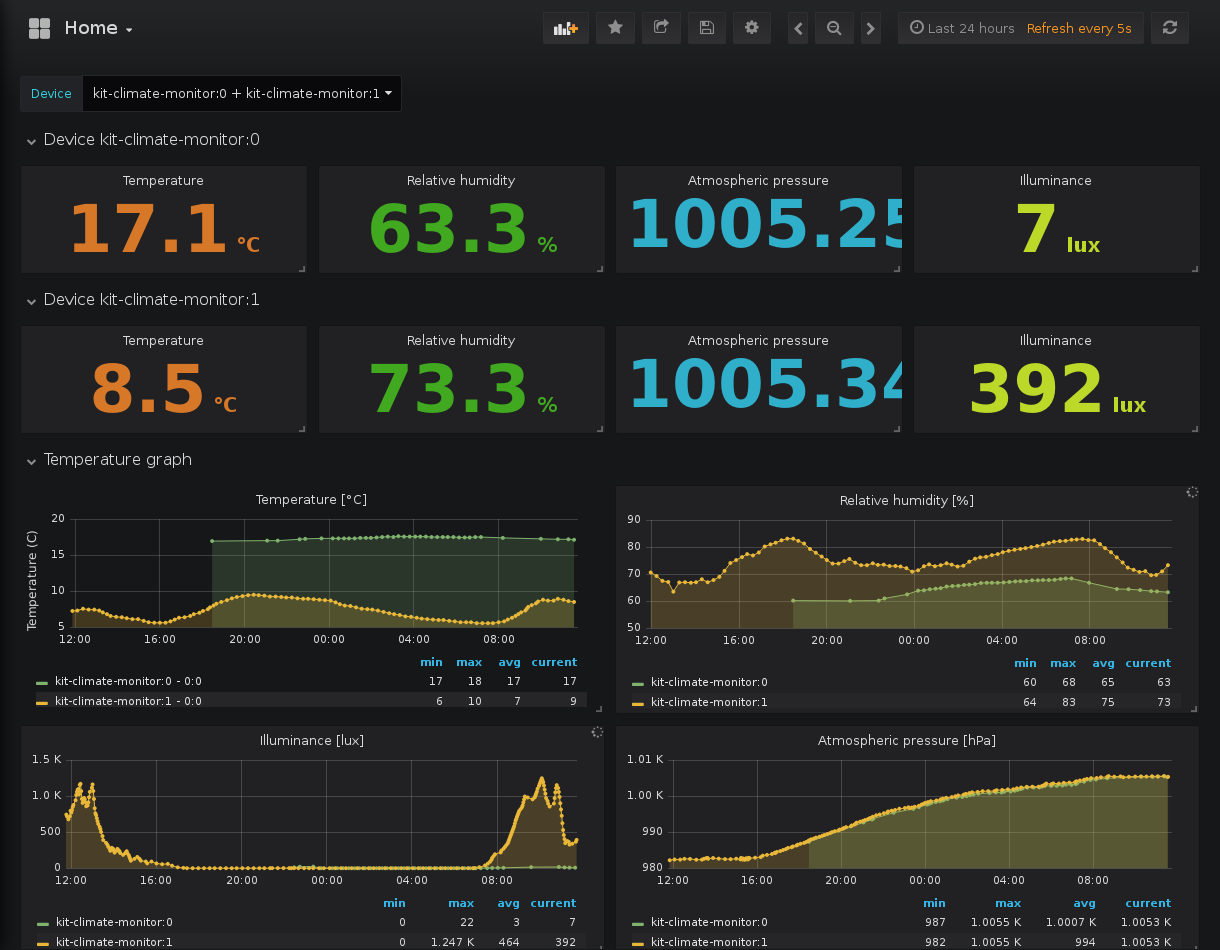 Home
Last 24 hours Refresh every 5s
Device kit-climate-monitor:0 + kit-climate-monitor:1
Device kit-climate-monitor:0
Temperature Relative humidity Atmospheric pressure Illuminance
17.1 °C 63.3 % 1005.25 7 lux
Device kit-climate-monitor:1
Temperature Relative humidity Atmospheric pressure Illuminance
8.5 °C 73.3 % 1005.34 392 lux
Temperature graph
Temperature [°C]
Temperature (C)
20
15
10
5
12:00 16:00 20:00 00:00 04:00 08:00
min max avg current
kit-climate-monitor:0 - 0:0 17 18 17 17
kit-climate-monitor:1 - 0:0 6 10 7 9
Relative humidity [%]
90
80
70
60
50
12:00 16:00 20:00 00:00 04:00 08:00
min max avg current
kit-climate-monitor:0 60 68 65 63
kit-climate-monitor:1 64 83 75 73
Illuminance [lux]
1.5 K
1.0 K
500
0
12:00 16:00 20:00 00:00 04:00 08:00
min max avg current
kit-climate-monitor:0 0 22 3 7
kit-climate-monitor:1 0 1.247 K 464 392
Atmospheric pressure [hPa]
1.01 K
1.00 K
990
980
12:00 16:00 20:00 00:00 04:00 08:00
min max avg current
kit-climate-monitor:0 987 1.0055 K 1.0007 K 1.0053 K
kit-climate-monitor:1 982 1.0055 K 994 1.0053 K